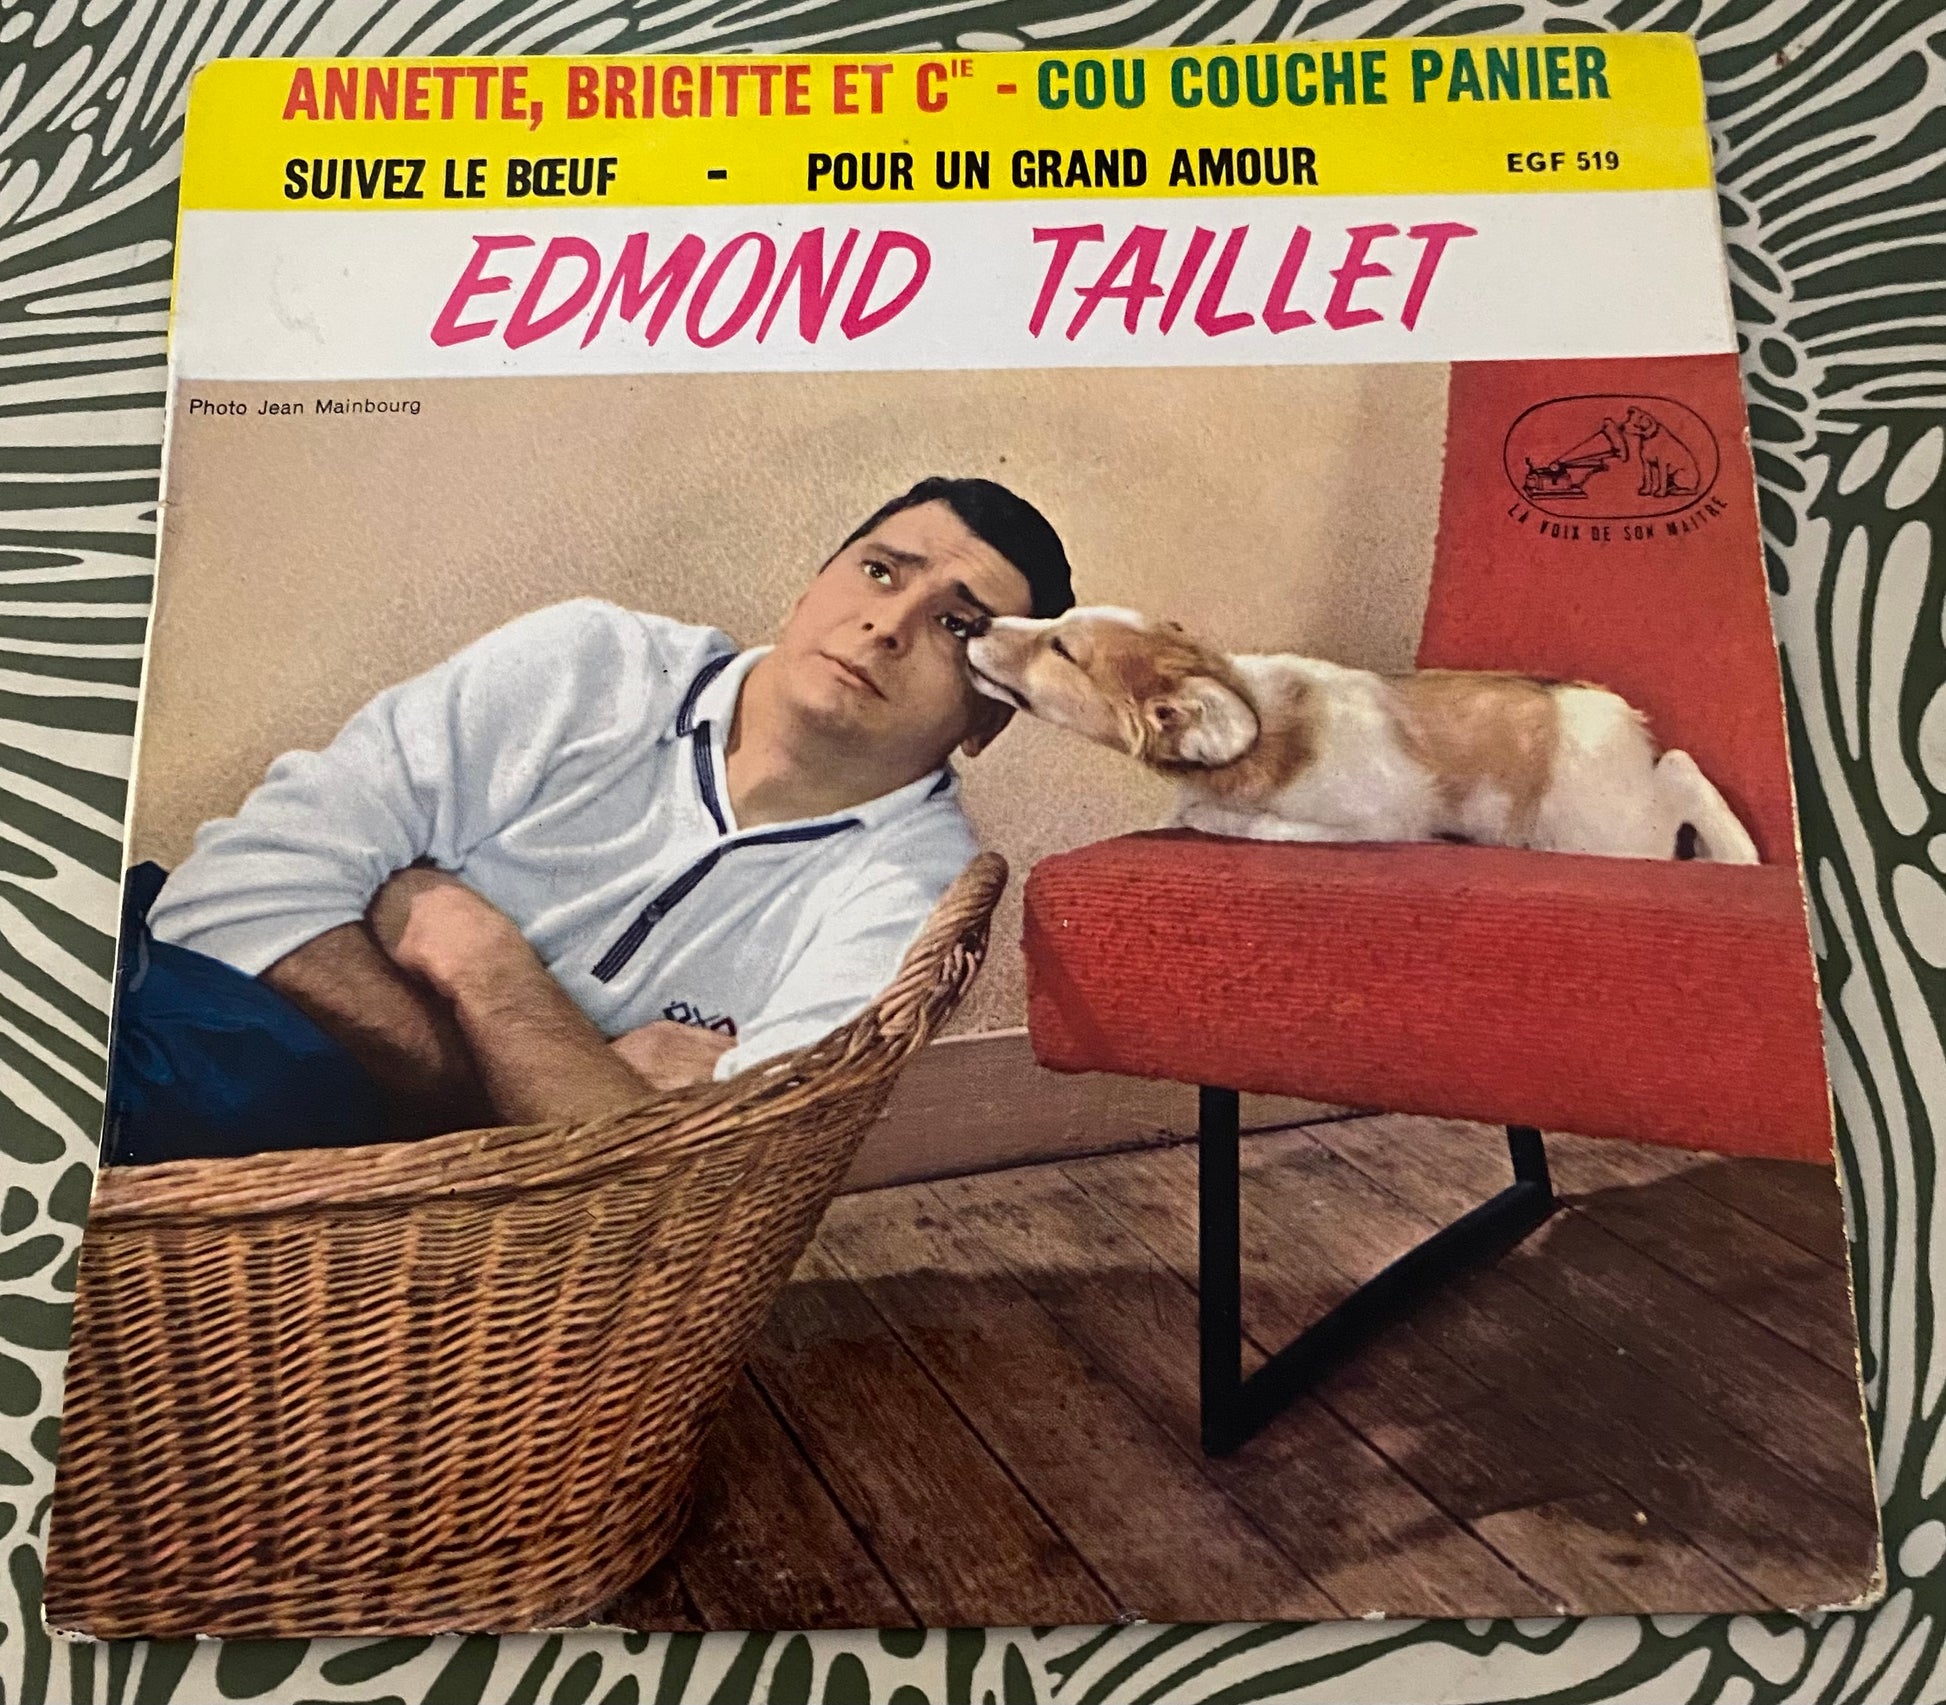 ANNETTE, BRIGITTE ET CIE - COU COUCHE PANIER
SUIVEZ LE BŒUF - POUR UN GRAND AMOUR EGF 519
EDMOND TAILLET
Photo Jean Mainbourg
LA VOIX DE SON MAITRE